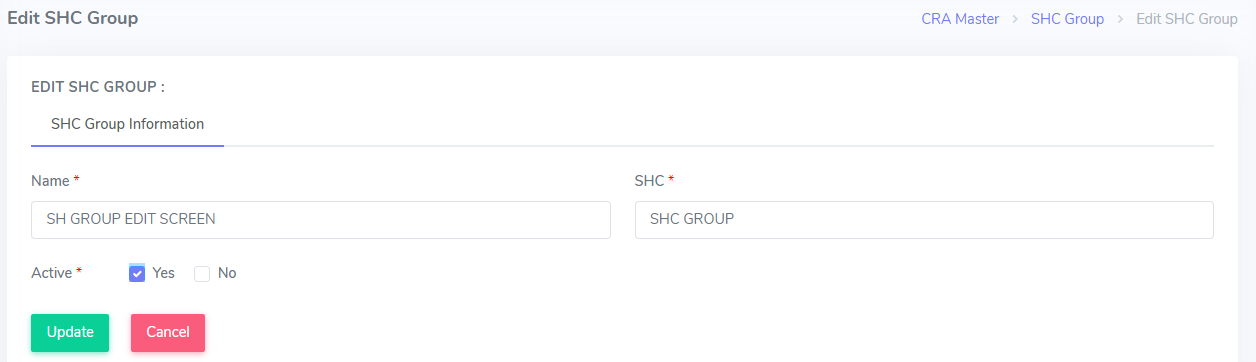 Edit SHC Group
CRA Master > SHC Group > Edit SHC Group
EDIT SHC GROUP :
SHC Group Information
Name * SHC *
SH GROUP EDIT SCREEN SHC GROUP
Active * Yes No
Update Cancel